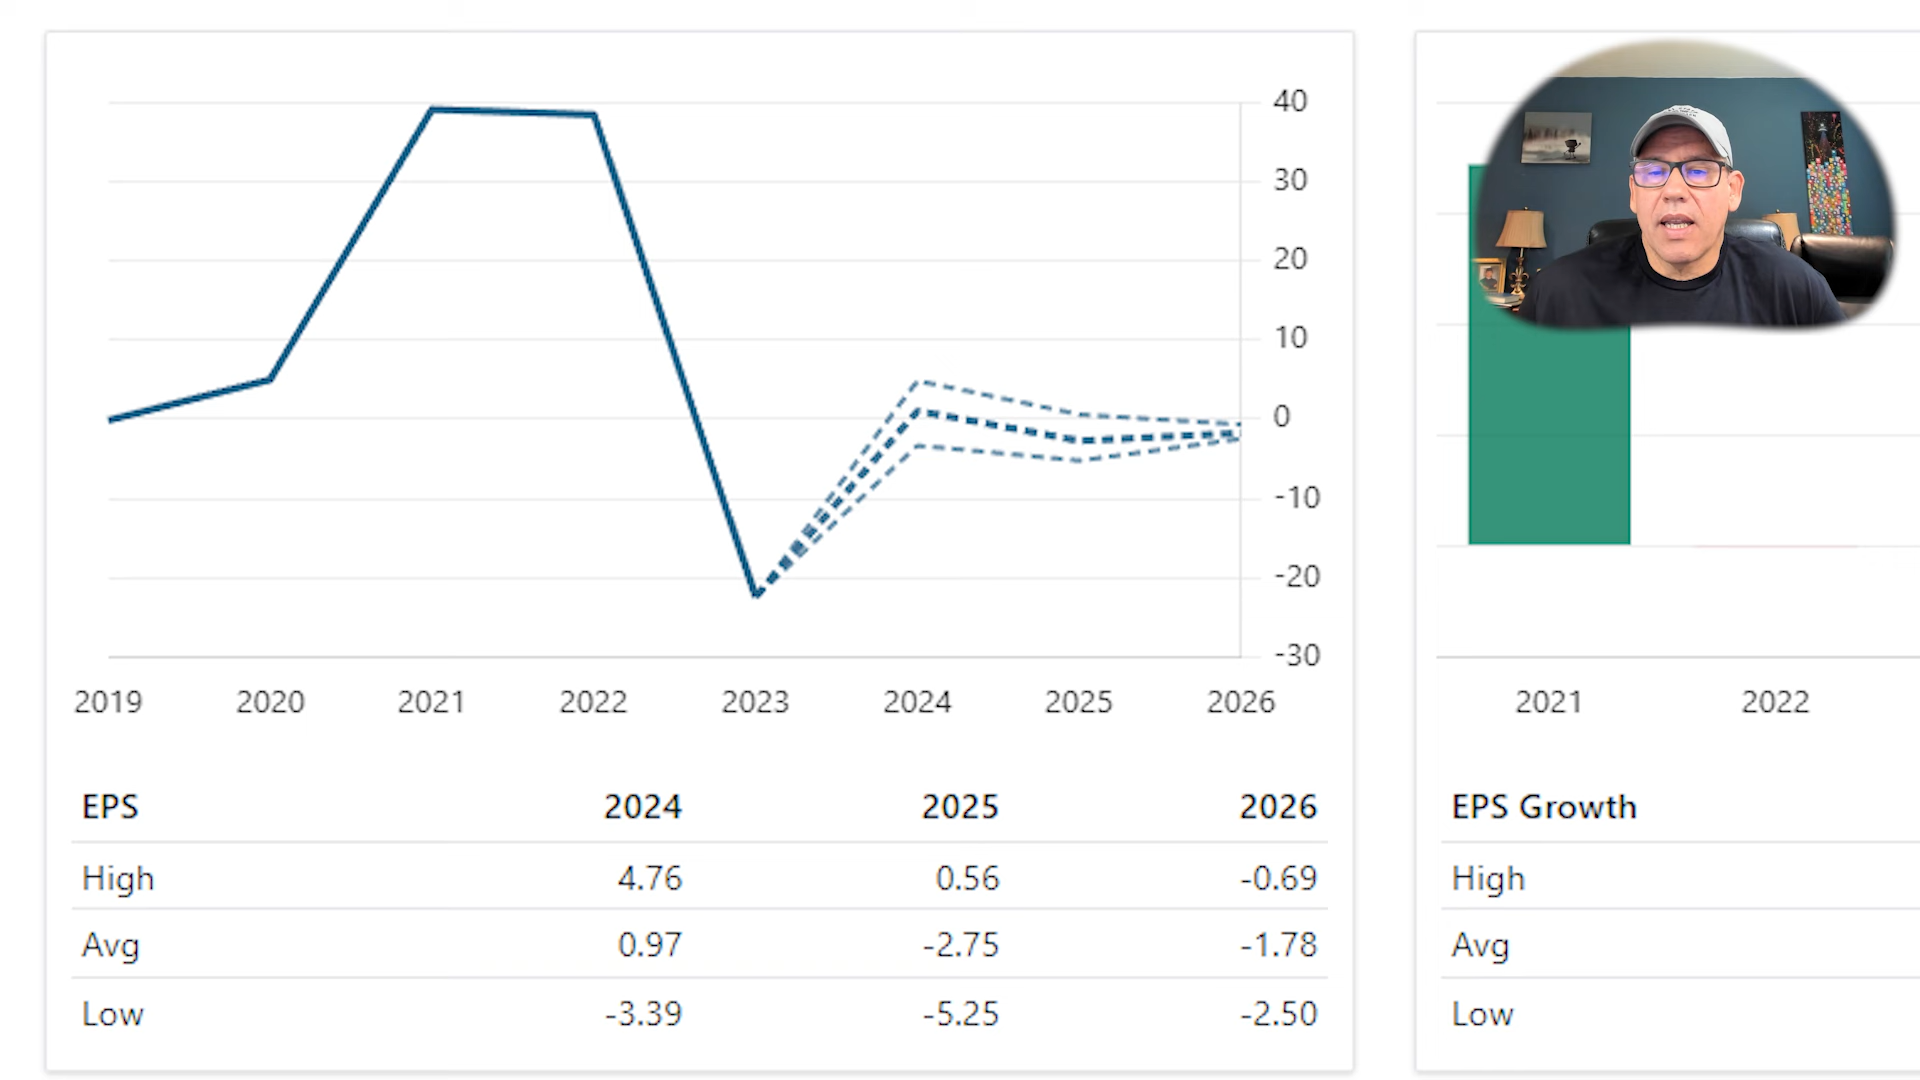 40
30
20
10
0
-10
-20
-30
2019 2020 2021 2022 2023 2024 2025 2026
EPS 2024 2025 2026
High 4.76 0.56 -0.69
Avg 0.97 -2.75 -1.78
Low -3.39 -5.25 -2.50
2021 2022
EPS Growth
High
Avg
Low